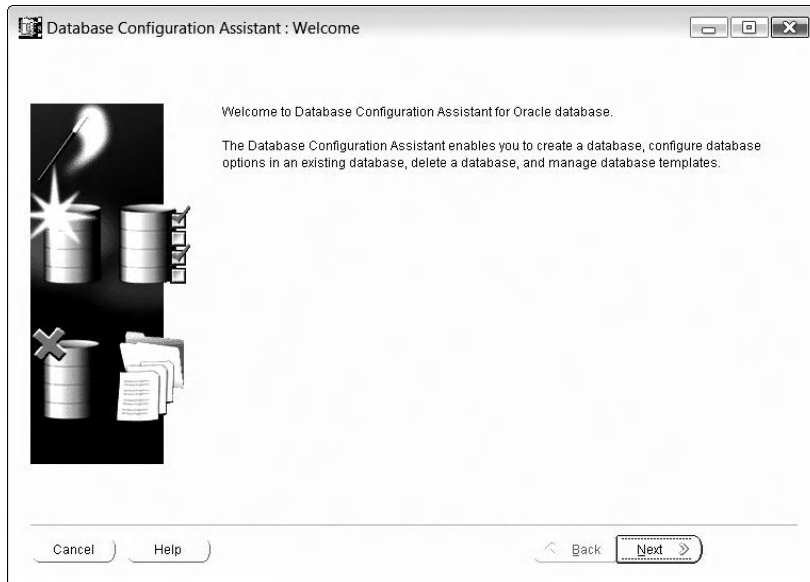 Database Configuration Assistant : Welcome
Welcome to Database Configuration Assistant for Oracle database.
The Database Configuration Assistant enables you to create a database, configure database
options in an existing database, delete a database, and manage database templates.
Cancel
Help
Back
Next